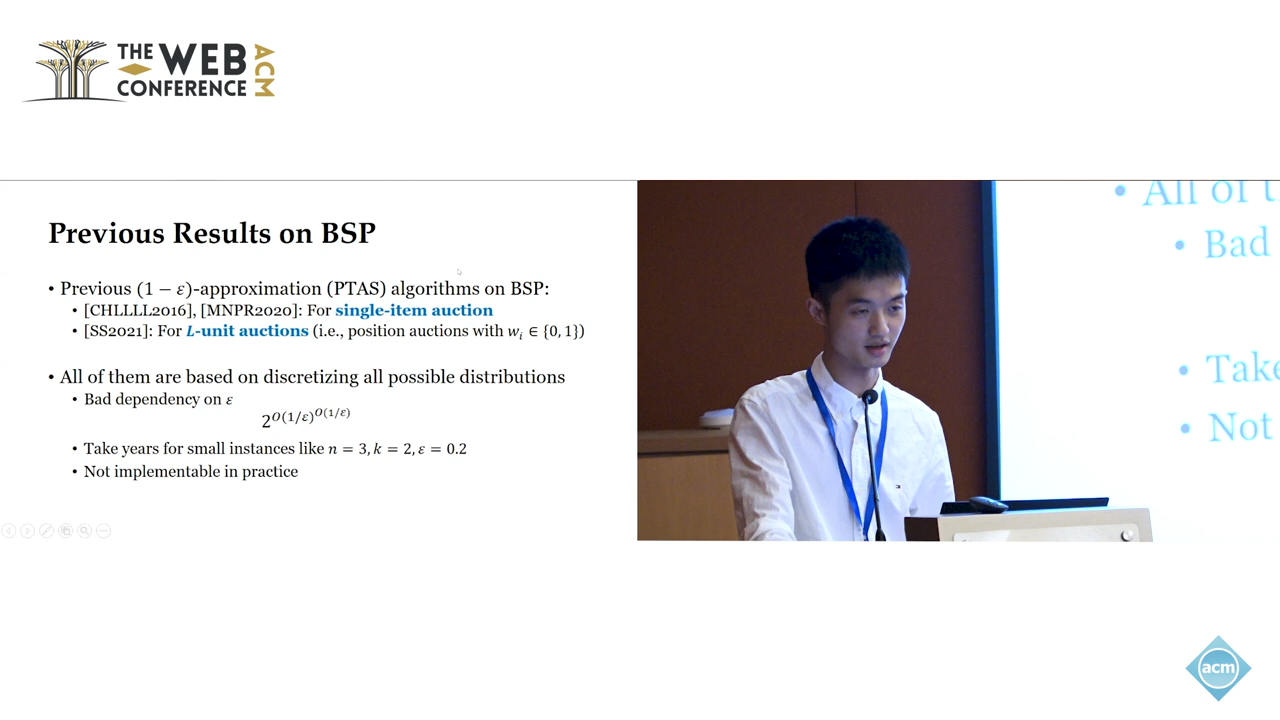 THE WEB
CONFERENCE
ACM
Previous Results on BSP
• Previous (1 − ε)-approximation (PTAS) algorithms on BSP:
• [CHLLLL2016], [MNPR2020]: For single-item auction
• [SS2021]: For L-unit auctions (i.e., position auctions with wᵢ ∈ {0, 1})
• All of them are based on discretizing all possible distributions
• Bad dependency on ε
2^{O(1/ε)^{O(1/ε)}}
• Take years for small instances like n = 3, k = 2, ε = 0.2
• Not implementable in practice
• All of t
• Bad
• Take
• Not
acm